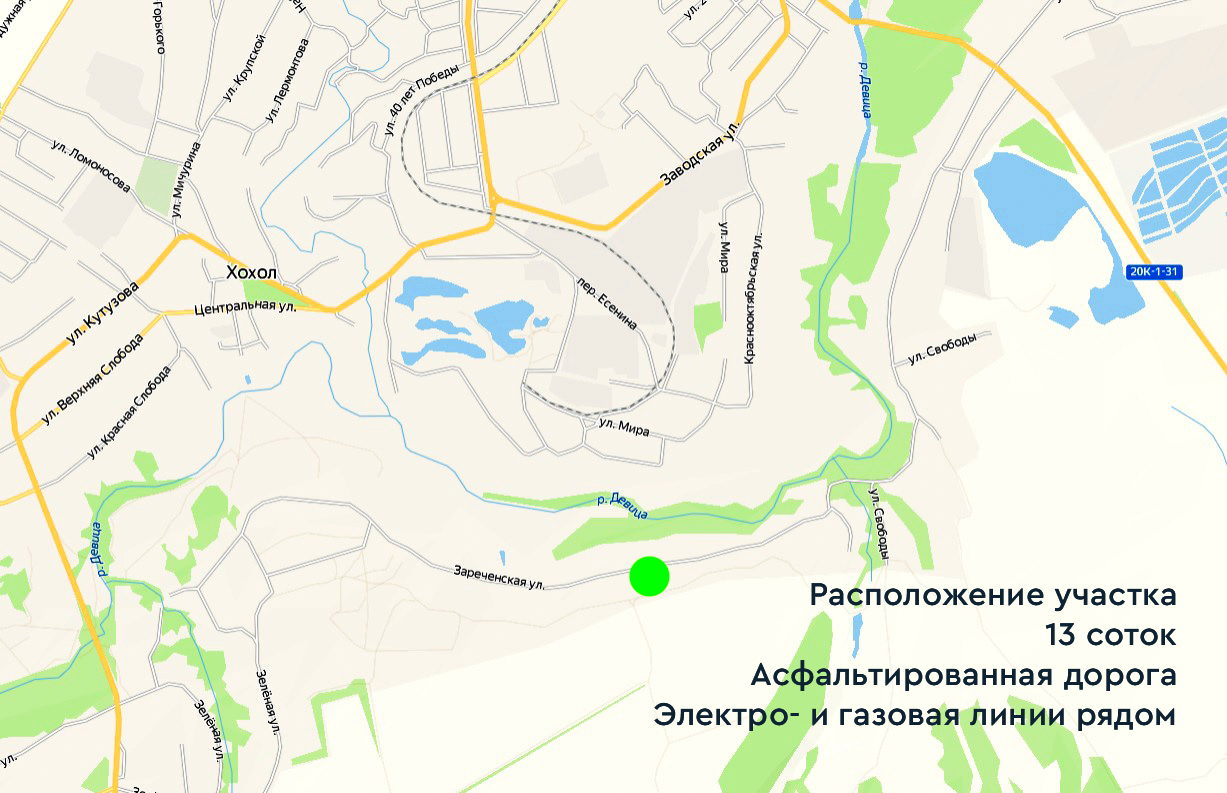 Горького
ул. Крупской
ул. Лермонтова
ул. 40 лет Победы
р. Девица
Заводская ул.
ул. Ломоносова
ул. Мичурина
ул. Мира
Краснооктябрьская ул.
20К-1-31
Хохол
Центральная ул.
пер. Есенина
ул. Кутузова
ул. Верхняя Слобода
ул. Красная Слобода
ул. Свободы
ул. Мира
р. Девица
ул. Свободы
р. Девица
Зареченская ул.
Зелёная ул.
Зелёная ул.
ул.
Расположение участка
13 соток
Асфальтированная дорога
Электро- и газовая линии рядом